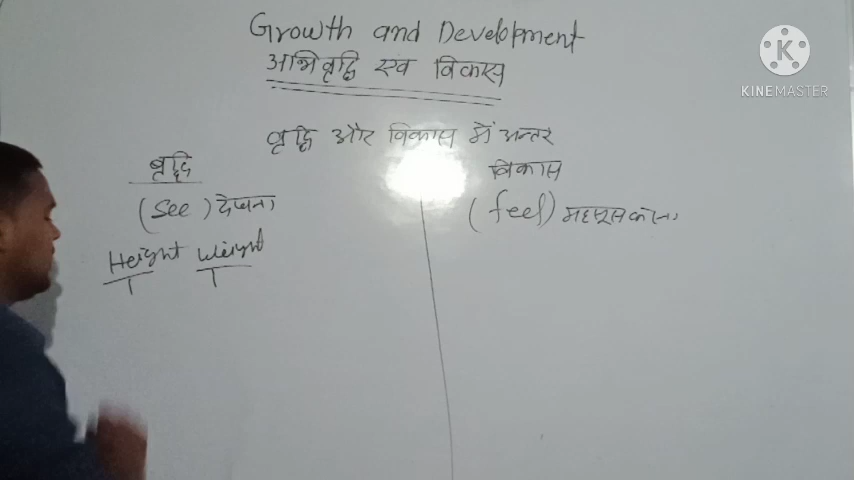 Growth and Development
अभिवृद्धि एव विकास
वृद्धि और विकास में अन्तर
वृद्धि
विकास
(See) देखना
(feel) महसूस करना
Height Weight
KINEMASTER